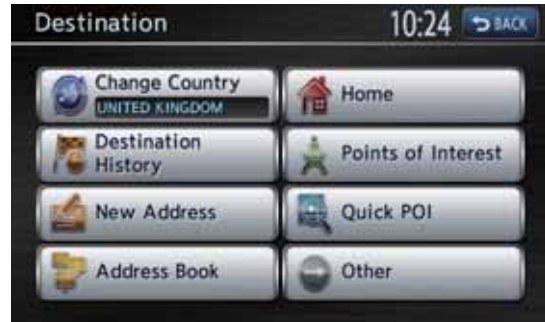 Destination
10:24
BACK
Change Country
UNITED KINGDOM
Home
Destination
History
Points of Interest
New Address
Quick POI
Address Book
Other